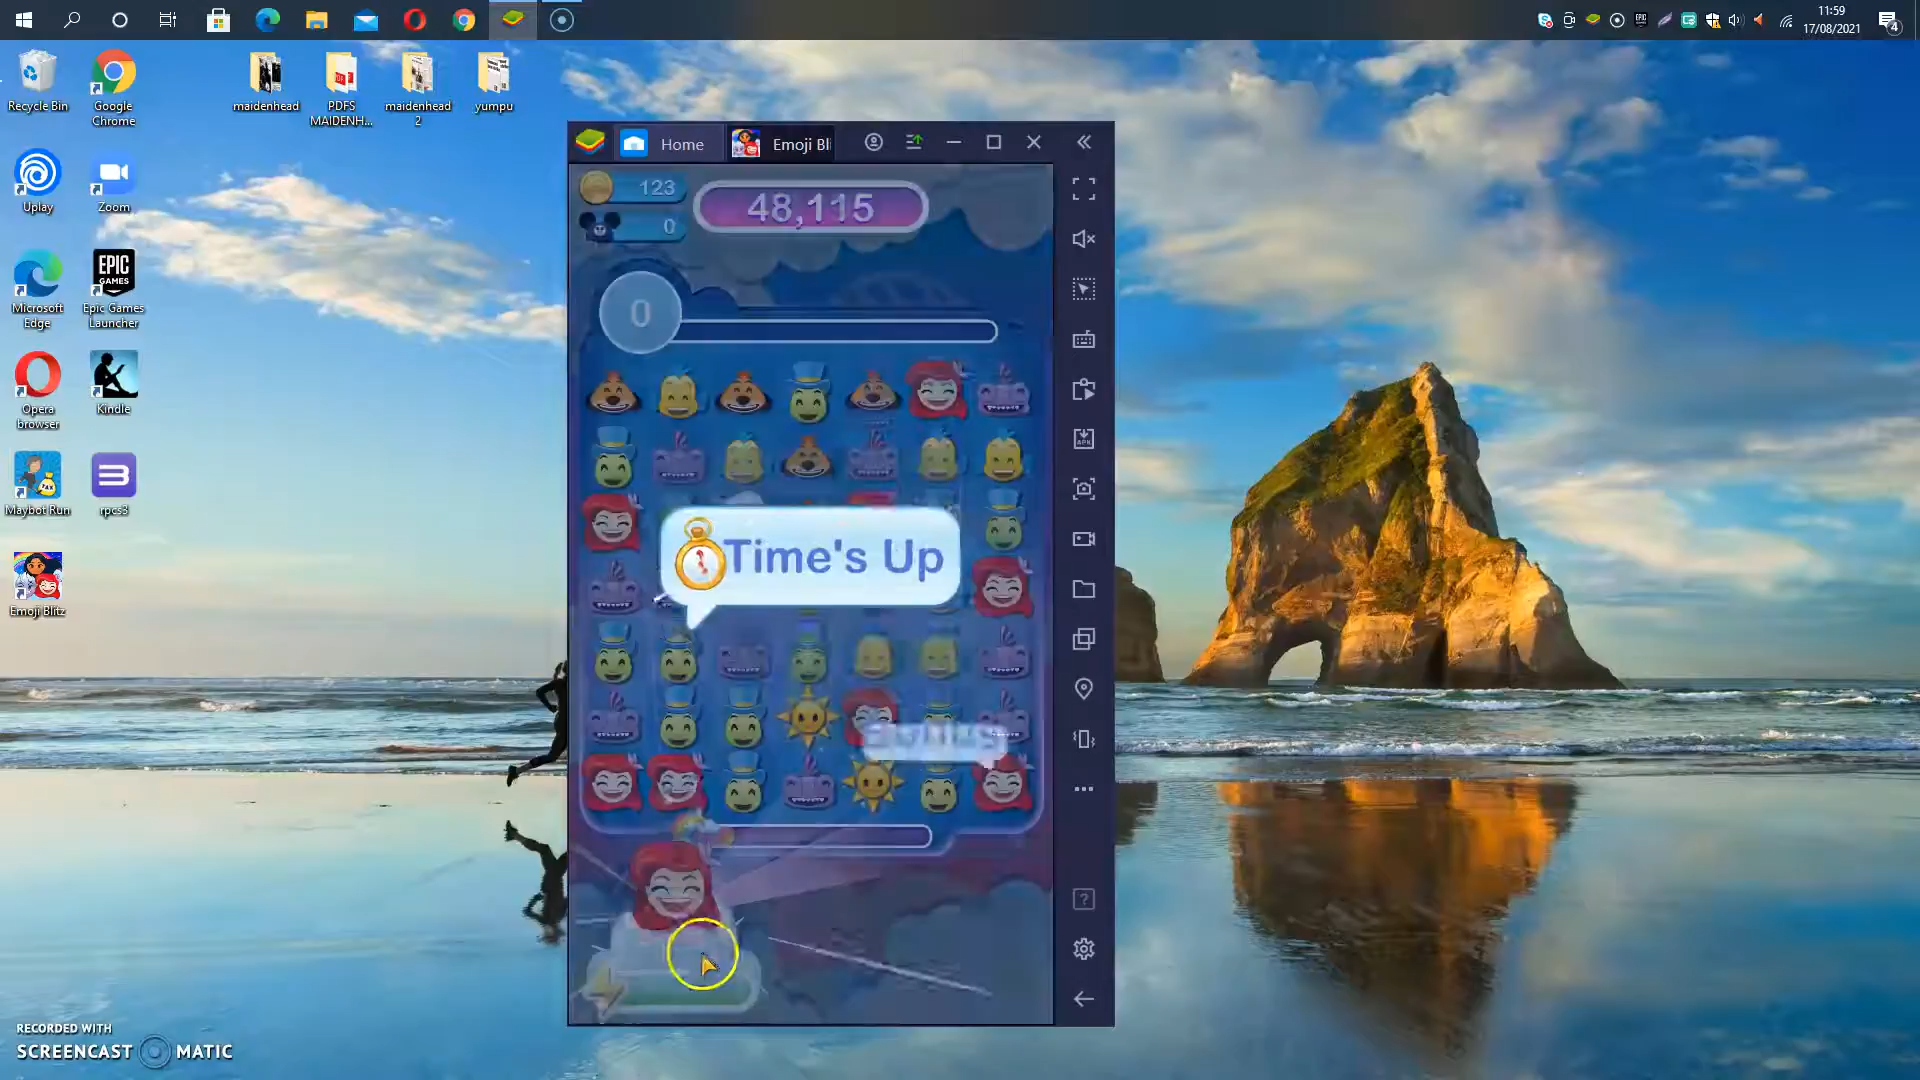 11:59
17/08/2021
4
Recycle Bin
Google
Chrome
maidenhead
PDFS
MAIDENH...
maidenhead
2
yumpu
Home
Emoji Bli
123
48,115
0
0
Uplay
Zoom
EPIC
GAMES
Microsoft
Edge
Epic Games
Launcher
Opera
browser
Kindle
Maybot Run
rpcs3
Emoji Blitz
Time's Up
RECORDED WITH
SCREENCAST MATIC